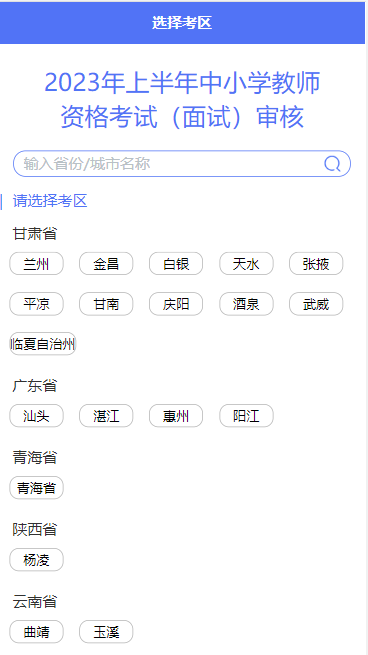 选择考区
2023年上半年中小学教师
资格考试（面试）审核
输入省份/城市名称
请选择考区
甘肃省
兰州 金昌 白银 天水 张掖
平凉 甘南 庆阳 酒泉 武威
临夏自治州
广东省
汕头 湛江 惠州 阳江
青海省
青海省
陕西省
杨凌
云南省
曲靖 玉溪